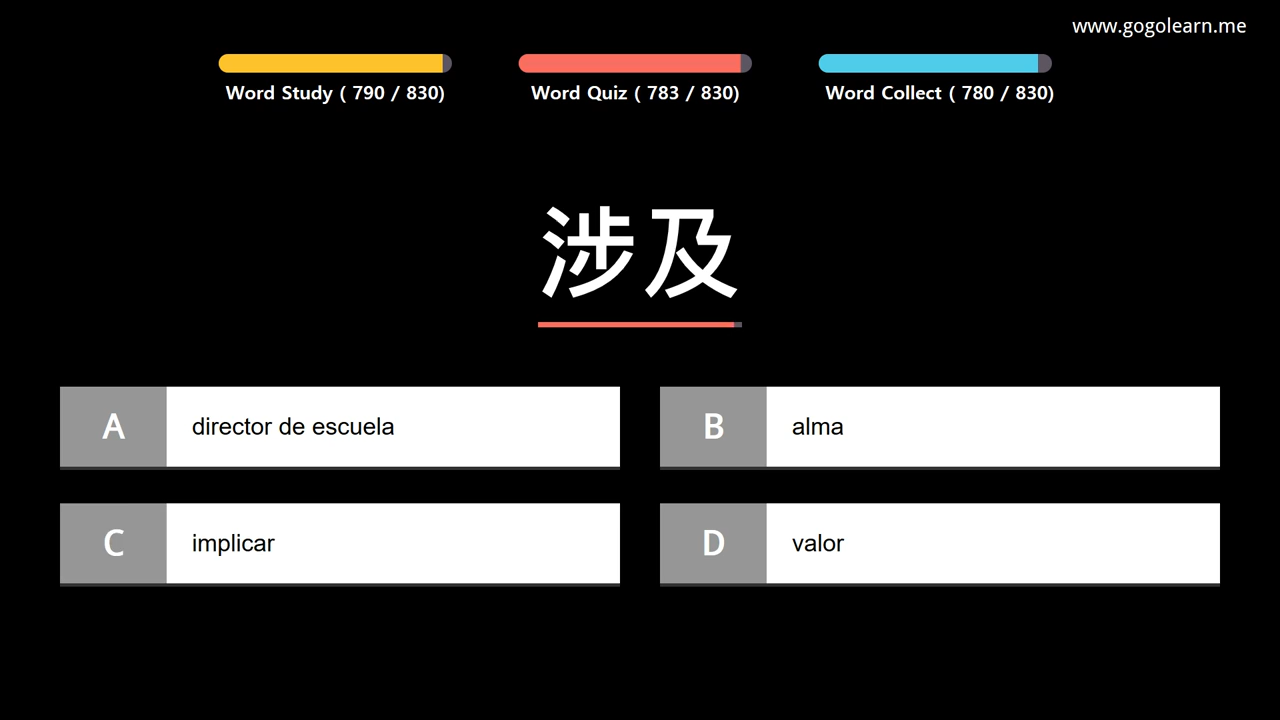 www.gogolearn.me
Word Study ( 790 / 830)
Word Quiz ( 783 / 830)
Word Collect ( 780 / 830)
涉及
A director de escuela
B alma
C implicar
D valor